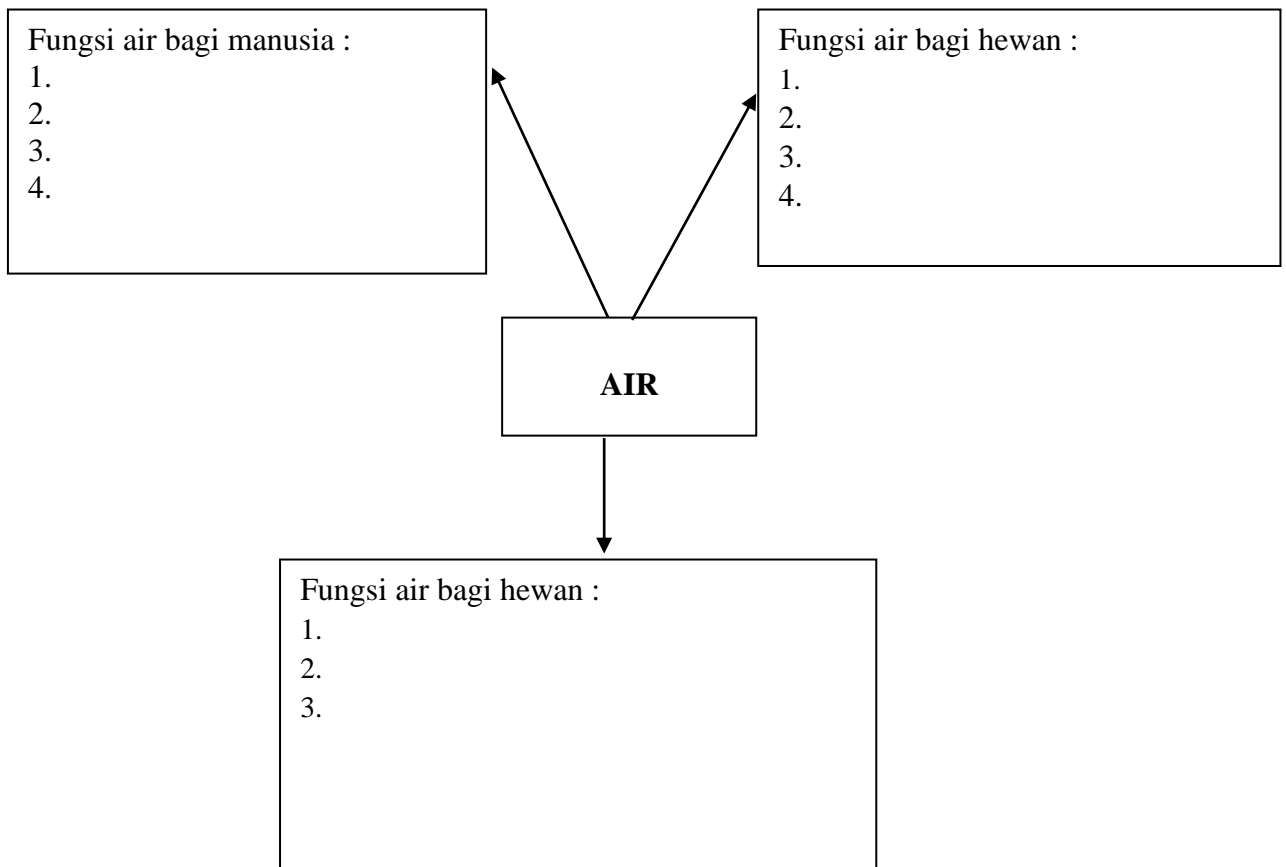 Fungsi air bagi manusia :
1.
2.
3.
4.
Fungsi air bagi hewan :
1.
2.
3.
4.
AIR
Fungsi air bagi hewan :
1.
2.
3.